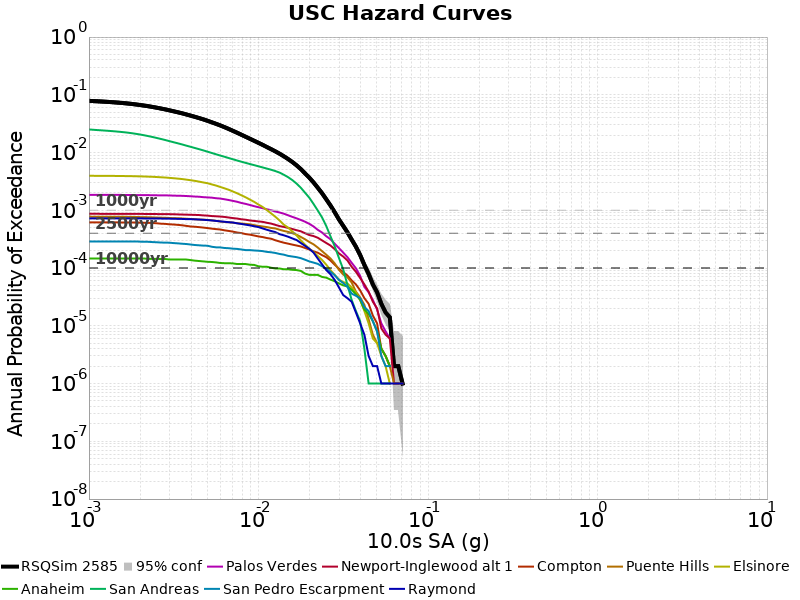 USC Hazard Curves
Annual Probability of Exceedance
10^0
10^-1
10^-2
10^-3
10^-4
10^-5
10^-6
10^-7
10^-8
1000yr
2500yr
10000yr
10^-3 10^-2 10^-1 10^0 10^1
10.0s SA (g)
RSQSim 2585 95% conf Palos Verdes Newport-Inglewood alt 1 Compton Puente Hills Elsinore
Anaheim San Andreas San Pedro Escarpment Raymond